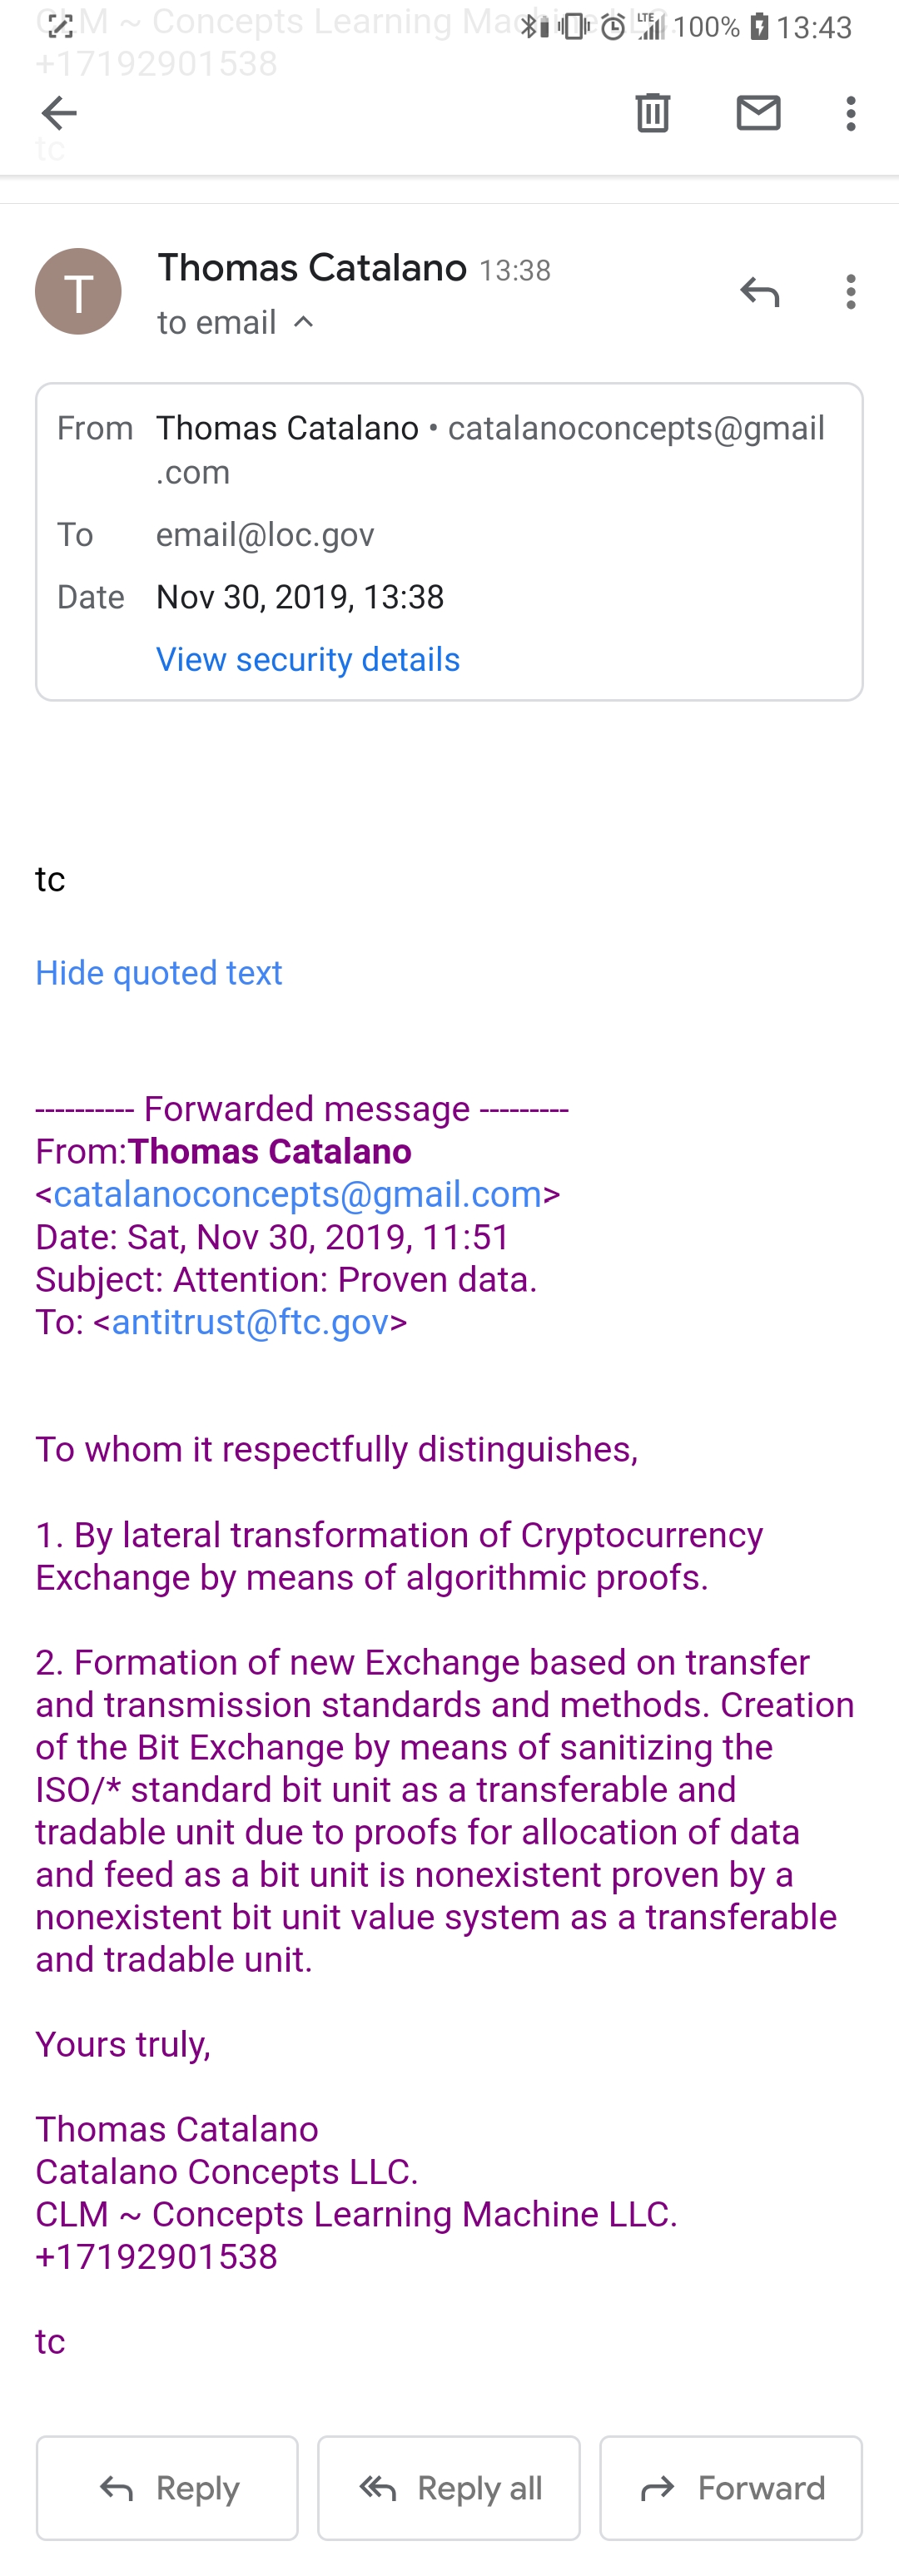 CLM ~ Concepts Learning Machine LLC.
LTE 100% 13:43
+17192901538
tc
T
Thomas Catalano 13:38
to email
From Thomas Catalano • catalanoconcepts@gmail
.com
To email@loc.gov
Date Nov 30, 2019, 13:38
View security details
tc
Hide quoted text
---------- Forwarded message ---------
From:Thomas Catalano
<catalanoconcepts@gmail.com>
Date: Sat, Nov 30, 2019, 11:51
Subject: Attention: Proven data.
To: <antitrust@ftc.gov>
To whom it respectfully distinguishes,
1. By lateral transformation of Cryptocurrency
Exchange by means of algorithmic proofs.
2. Formation of new Exchange based on transfer
and transmission standards and methods. Creation
of the Bit Exchange by means of sanitizing the
ISO/* standard bit unit as a transferable and
tradable unit due to proofs for allocation of data
and feed as a bit unit is nonexistent proven by a
nonexistent bit unit value system as a transferable
and tradable unit.
Yours truly,
Thomas Catalano
Catalano Concepts LLC.
CLM ~ Concepts Learning Machine LLC.
+17192901538
tc
Reply
Reply all
Forward